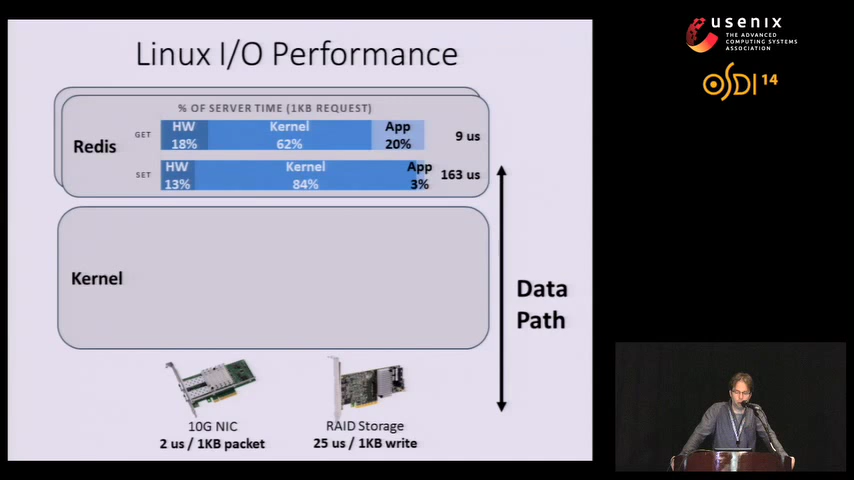 Linux I/O Performance
% OF SERVER TIME (1KB REQUEST)
Redis
GET
HW
18%
Kernel
62%
App
20%
9 us
SET
HW
13%
Kernel
84%
App
3%
163 us
Kernel
Data
Path
10G NIC
2 us / 1KB packet
RAID Storage
25 us / 1KB write
usenix
THE ADVANCED
COMPUTING SYSTEMS
ASSOCIATION
OSDI 14